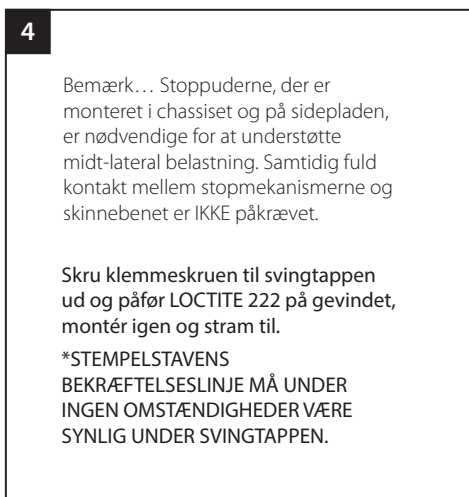 4
Bemærk… Stoppuderne, der er
monteret i chassiset og på sidepladen,
er nødvendige for at understøtte
midt-lateral belastning. Samtidig fuld
kontakt mellem stopmekanismerne og
skinnebenet er IKKE påkrævet.
Skru klemmeskruen til svingtappen
ud og påfør LOCTITE 222 på gevindet,
montér igen og stram til.
*STEMPELSTAVENS
BEKRÆFTELSESLINJE MÅ UNDER
INGEN OMSTÆNDIGHEDER VÆRE
SYNLIG UNDER SVINGTAPPEN.